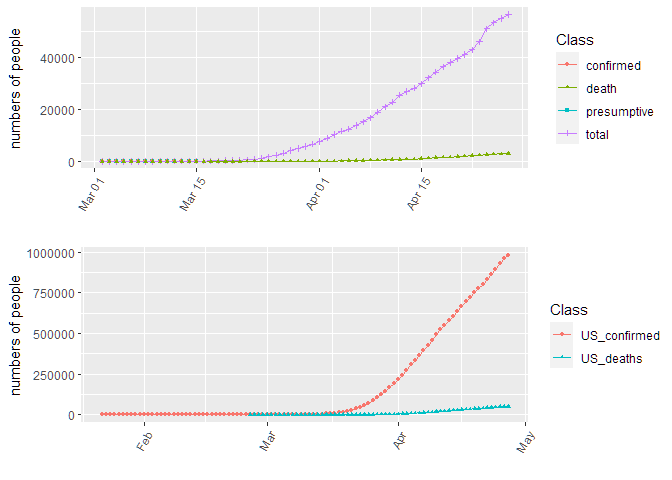 numbers of people
40000
20000
0
Mar 01
Mar 15
Apr 01
Apr 15
Class
confirmed
death
presumptive
total
numbers of people
1000000
750000
500000
250000
0
Feb
Mar
Apr
May
Class
US_confirmed
US_deaths